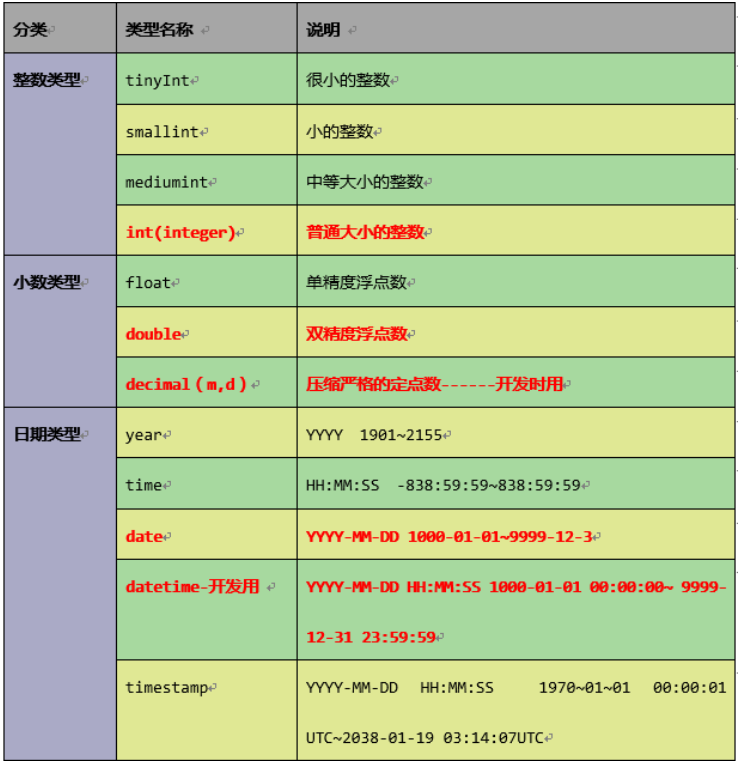 分类 类型名称 说明
整数类型 tinyInt 很小的整数
smallint 小的整数
mediumint 中等大小的整数
int(integer) 普通大小的整数
小数类型 float 单精度浮点数
double 双精度浮点数
decimal（m,d） 压缩严格的定点数------开发时用
日期类型 year YYYY 1901~2155
time HH:MM:SS -838:59:59~838:59:59
date YYYY-MM-DD 1000-01-01~9999-12-3
datetime-开发用 YYYY-MM-DD HH:MM:SS 1000-01-01 00:00:00~ 9999-
12-31 23:59:59
timestamp YYYY-MM-DD HH:MM:SS 1970~01~01 00:00:01
UTC~2038-01-19 03:14:07UTC